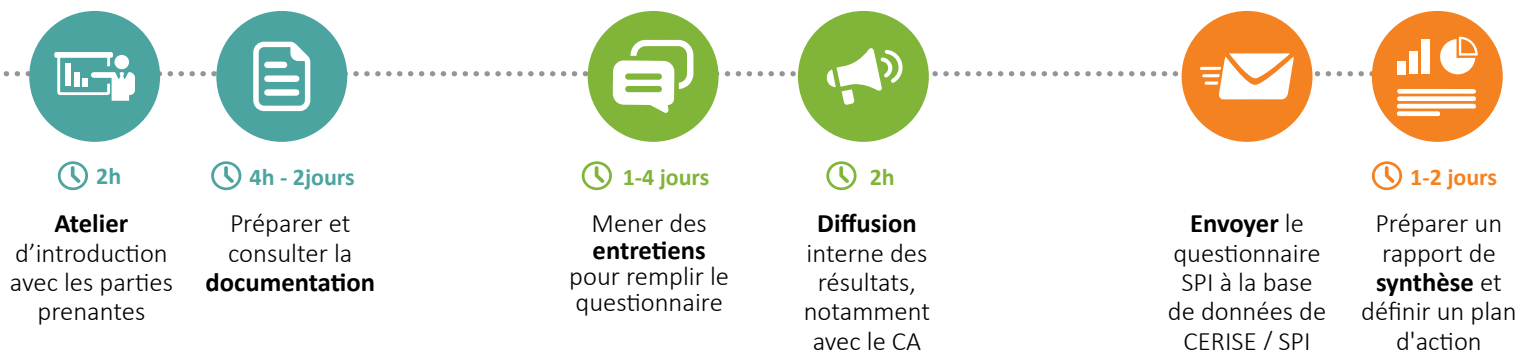 2h
Atelier
d’introduction
avec les parties
prenantes
4h - 2jours
Préparer et
consulter la
documentation
1-4 jours
Mener des
entretiens
pour remplir le
questionnaire
2h
Diffusion
interne des
résultats,
notamment
avec le CA
Envoyer le
questionnaire
SPI à la base
de données de
CERISE / SPI
1-2 jours
Préparer un
rapport de
synthèse et
définir un plan
d'action